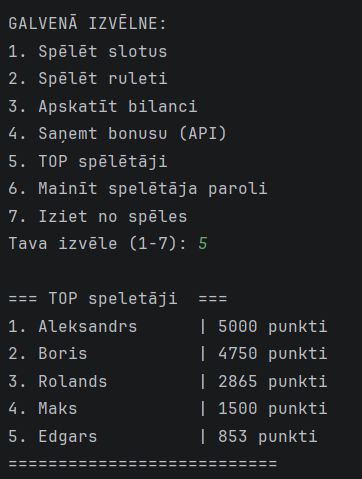 GALVENĀ IZVĒLNE:
1. Spēlēt slotus
2. Spēlēt ruleti
3. Apskatīt bilanci
4. Saņemt bonusu (API)
5. TOP spēlētāji
6. Mainīt spelētāja paroli
7. Iziet no spēles
Tava izvēle (1-7): 5
=== TOP speletāji  ===
1. Aleksandrs      | 5000 punkti
2. Boris           | 4750 punkti
3. Rolands         | 2865 punkti
4. Maks            | 1500 punkti
5. Edgars          | 853 punkti
===========================